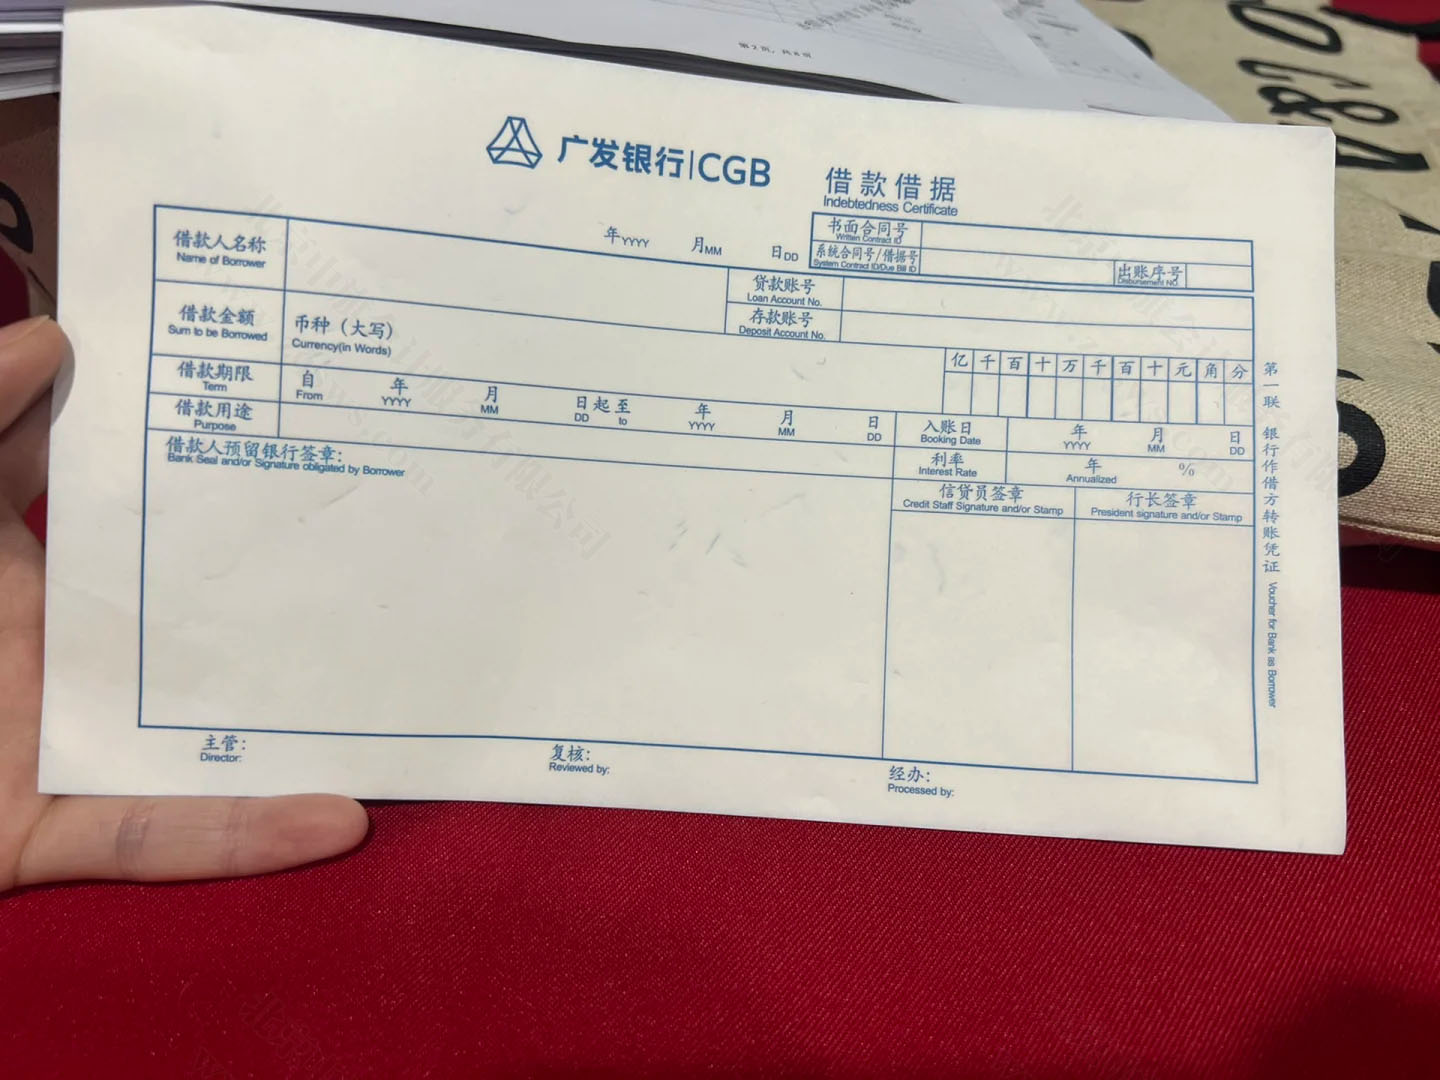 第2页，共6页
广发银行|CGB
借款借据
Indebtedness Certificate
年YYYY 月MM 日DD
书面合同号
Written Contract ID
系统合同号/借据号
System Contract ID/Due Bill ID
出账序号
Disbursement NO.
借款人名称
Name of Borrower
贷款账号
Loan Account No.
存款账号
Deposit Account No.
借款金额
Sum to be Borrowed
币种（大写）
Currency(in Words)
亿 千 百 十 万 千 百 十 元 角 分
借款期限
Term
自 年 月 日 起 至 年 月 日
From YYYY MM DD to YYYY MM DD
借款用途
Purpose
入账日
Booking Date
年 月 日
YYYY MM DD
利率
Interest Rate
年 %
Annualized
借款人预留银行签章：
Bank Seal and/or Signature obligated by Borrower
信贷员签章
Credit Staff Signature and/or Stamp
行长签章
President signature and/or Stamp
第一联 银行作借方转账凭证 Voucher for Bank as Borrower
主管：
Director:
复核：
Reviewed by:
经办：
Processed by: